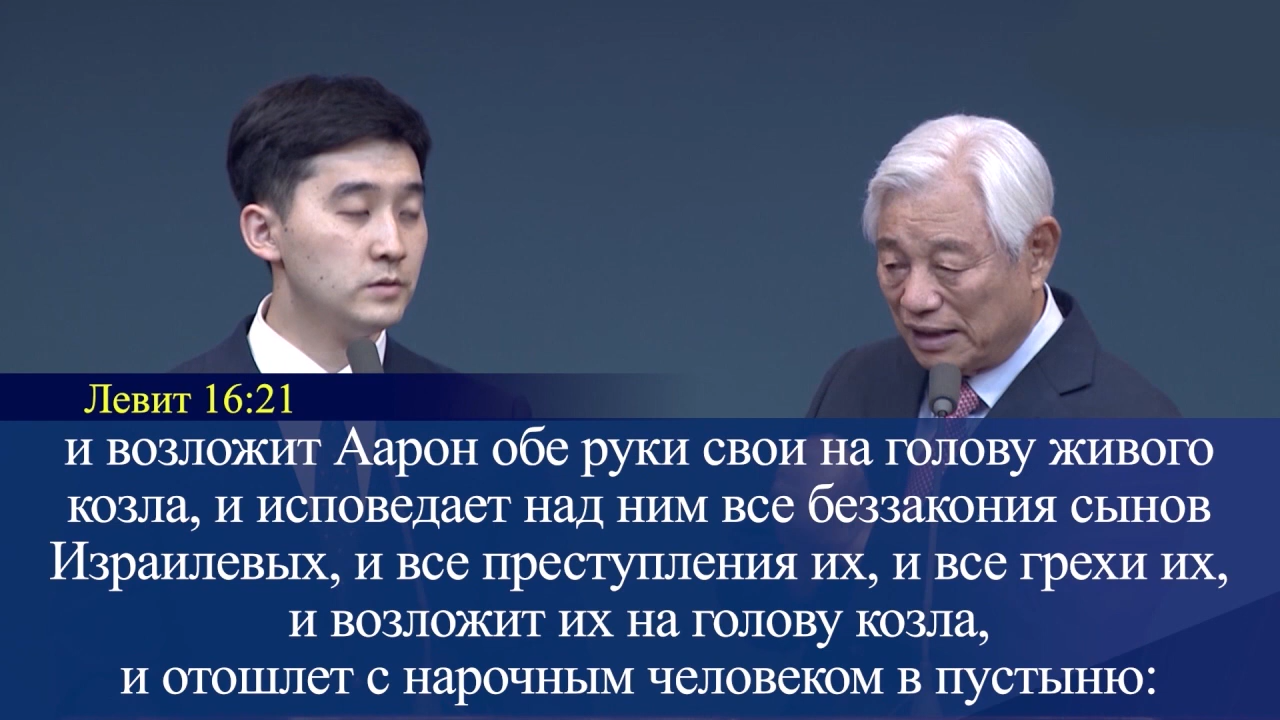 Левит 16:21
и возложит Аарон обе руки свои на голову живого
козла, и исповедает над ним все беззакония сынов
Израилевых, и все преступления их, и все грехи их,
и возложит их на голову козла,
и отошлет с нарочным человеком в пустыню: